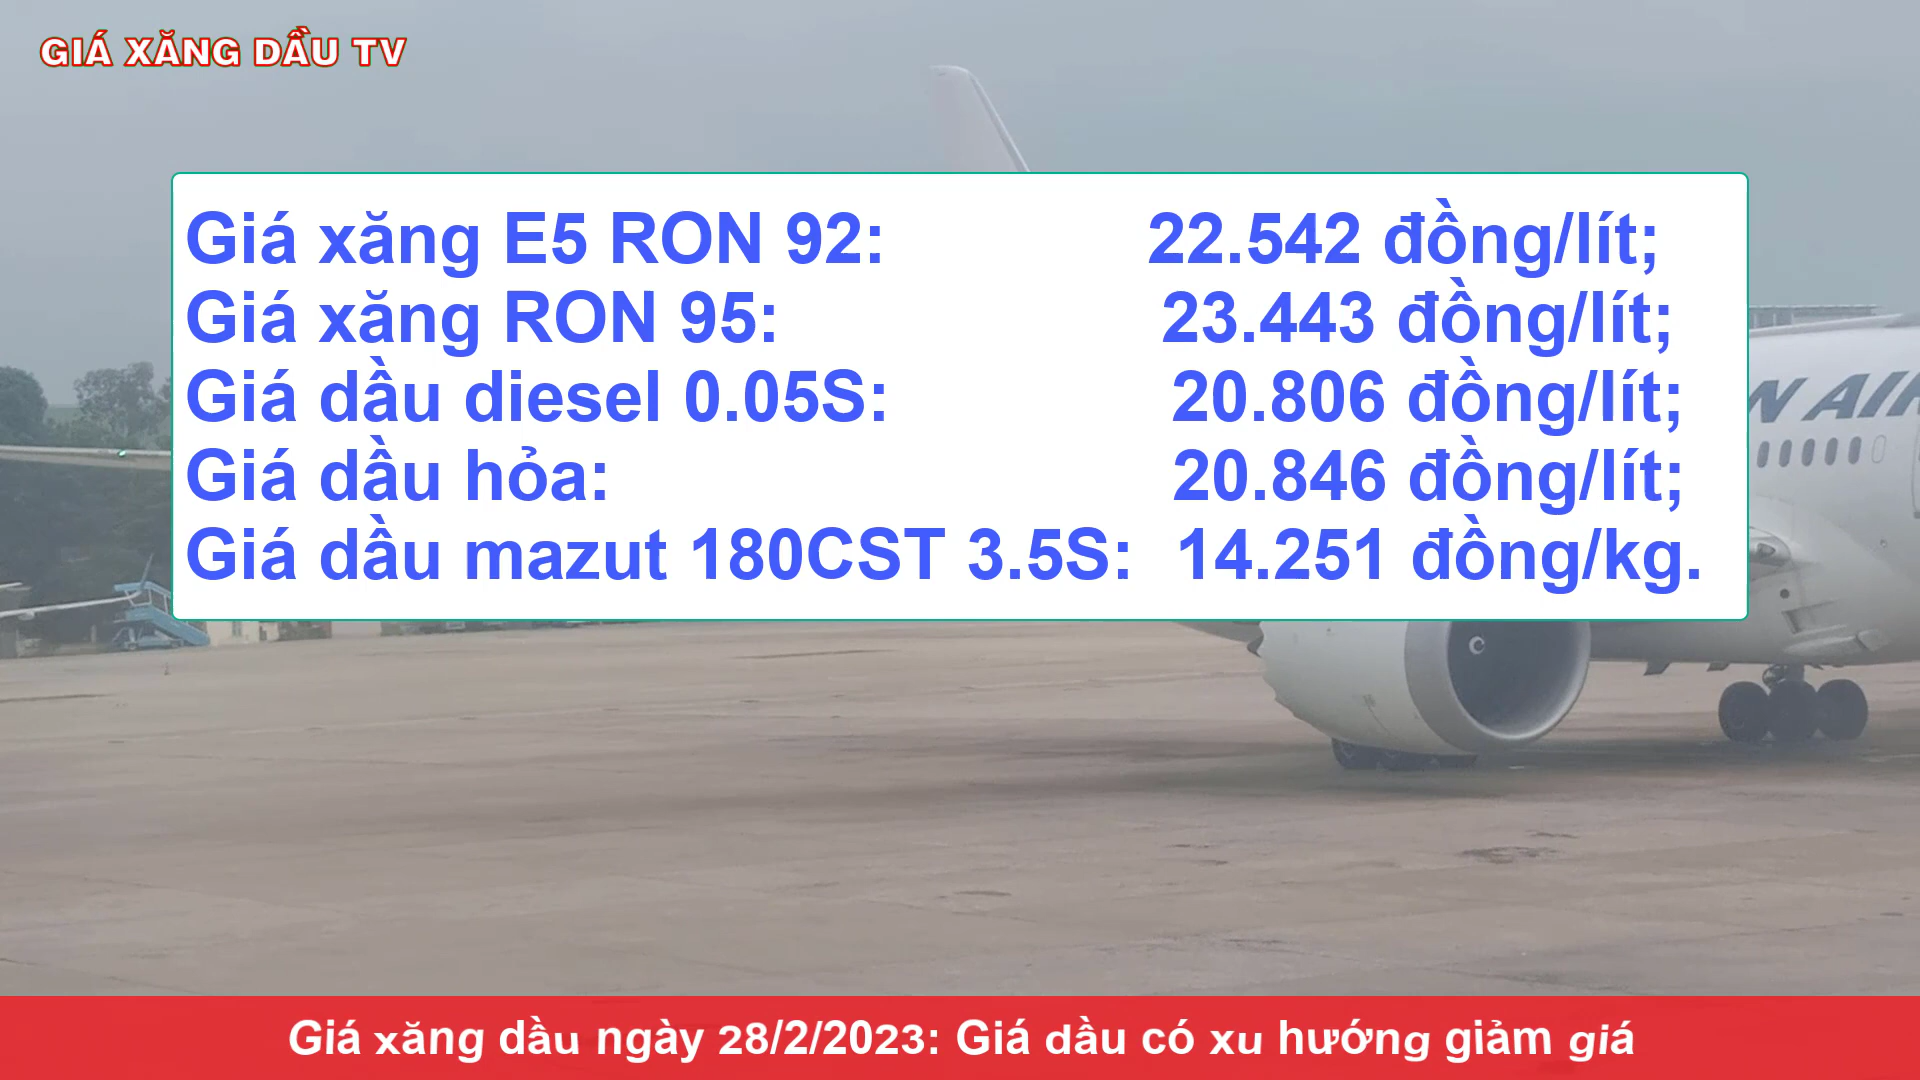 GIÁ XĂNG DẦU TV
Giá xăng E5 RON 92: 22.542 đồng/lít;
Giá xăng RON 95: 23.443 đồng/lít;
Giá dầu diesel 0.05S: 20.806 đồng/lít;
Giá dầu hỏa: 20.846 đồng/lít;
Giá dầu mazut 180CST 3.5S: 14.251 đồng/kg.
N AIR
Giá xăng dầu ngày 28/2/2023: Giá dầu có xu hướng giảm giá